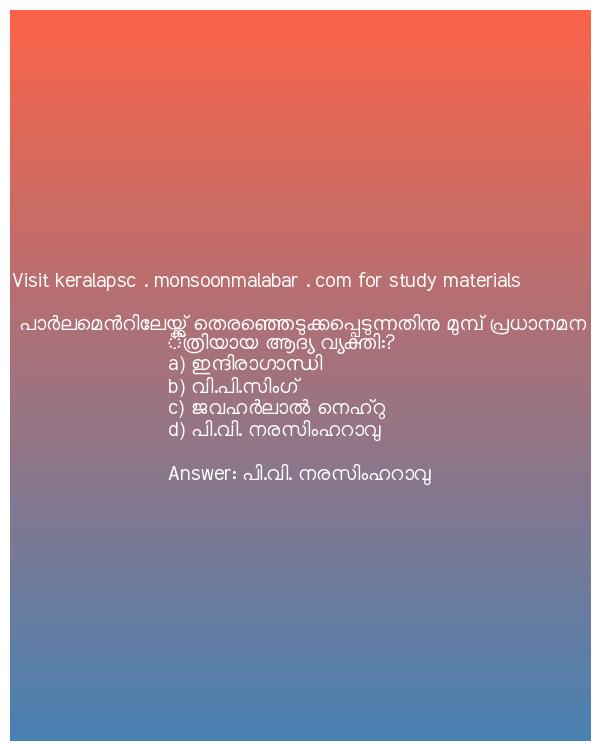 Visit keralapsc . monsoonmalabar . com for study materials
പാർലമെൻറിലേയ്ക്ക് തെരഞ്ഞെടുക്കപ്പെടുന്നതിനു മുമ്പ് പ്രധാനമന
്ത്രിയായ ആദ്യ വ്യക്തി:?
a) ഇന്ദിരാഗാന്ധി
b) വി.പി.സിംഗ്
c) ജവഹർലാൽ നെഹ്റു
d) പി.വി. നരസിംഹറാവു
Answer: പി.വി. നരസിംഹറാവു